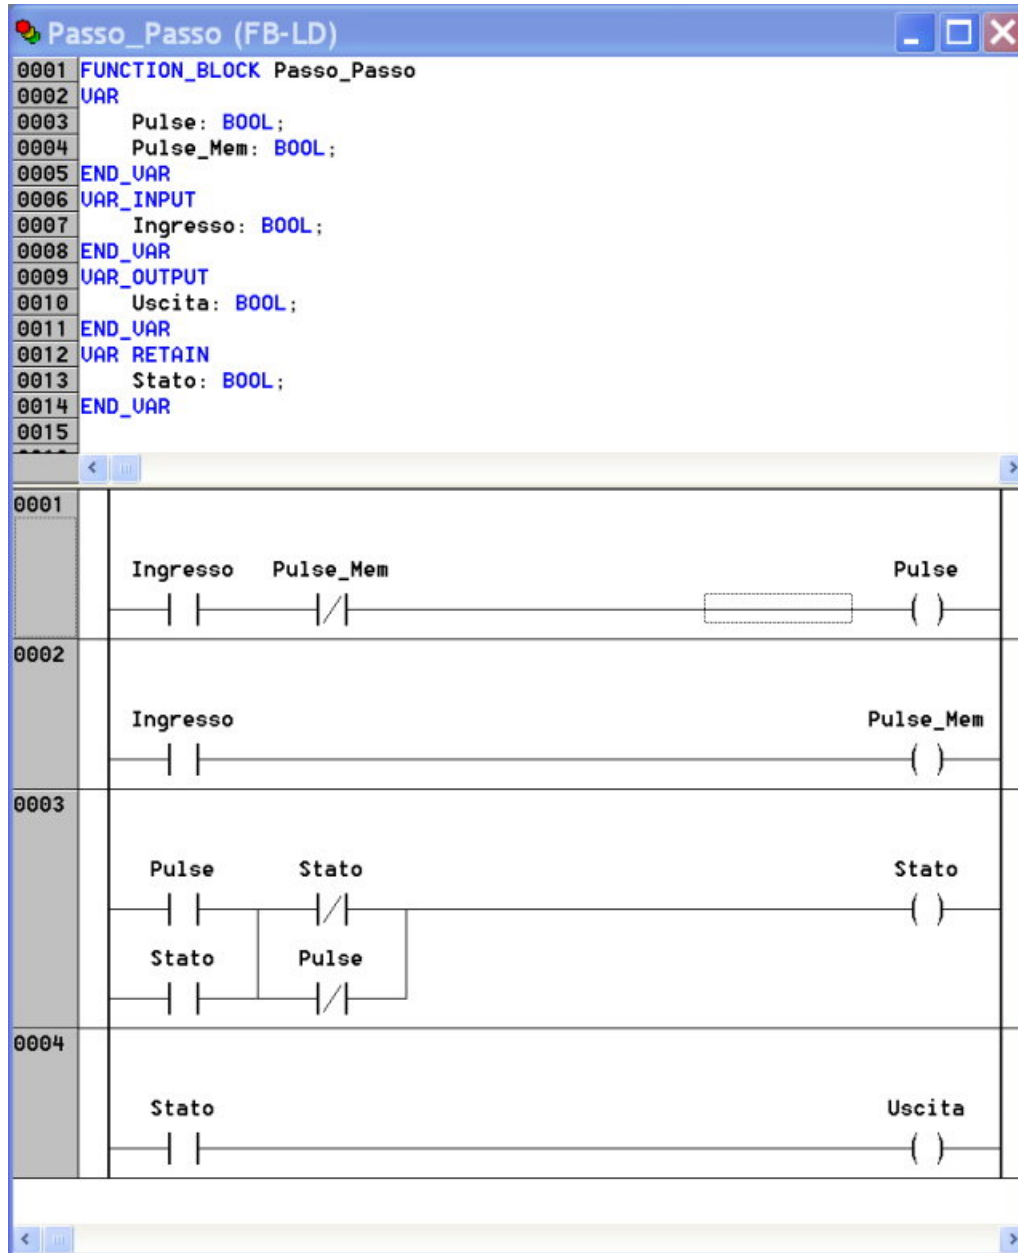 Passo_Passo (FB-LD)
0001 FUNCTION_BLOCK Passo_Passo
0002 VAR
0003 Pulse: BOOL;
0004 Pulse_Mem: BOOL;
0005 END_VAR
0006 VAR_INPUT
0007 Ingresso: BOOL;
0008 END_VAR
0009 VAR_OUTPUT
0010 Uscita: BOOL;
0011 END_VAR
0012 VAR RETAIN
0013 Stato: BOOL;
0014 END_VAR
0015
0001
Ingresso Pulse_Mem Pulse
0002
Ingresso Pulse_Mem
0003
Pulse Stato Stato
Stato Pulse
0004
Stato Uscita